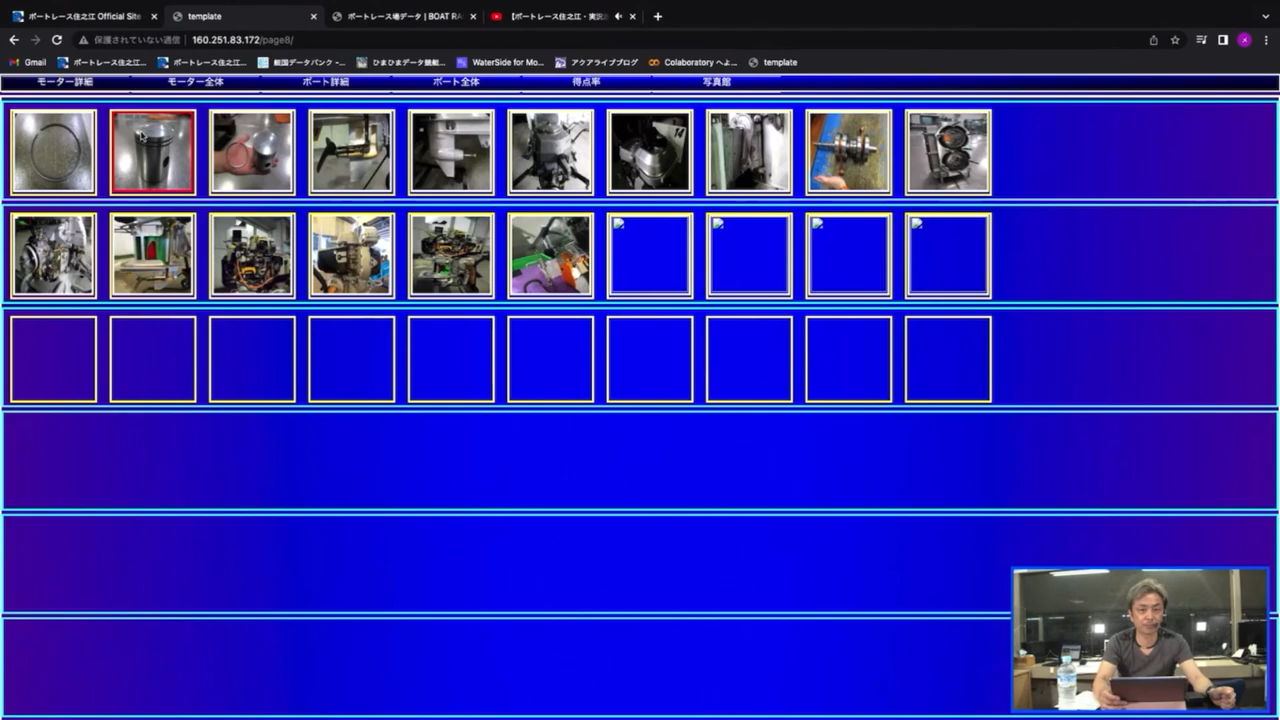 ボートレース住之江 Official Site
template
ボートレース場データ | BOAT RA
【ボートレース住之江・実況
保護されていない通信 | 160.251.83.172/page8/
Gmail
ボートレース住之江...
ボートレース住之江...
艇国データバンク -...
ひまひまデータ競艇...
WaterSide for Mo...
アクアライブブログ
Colaboratory へよ...
template
モーター詳細
モーター全体
ボート詳細
ボート全体
得点率
写真館
14